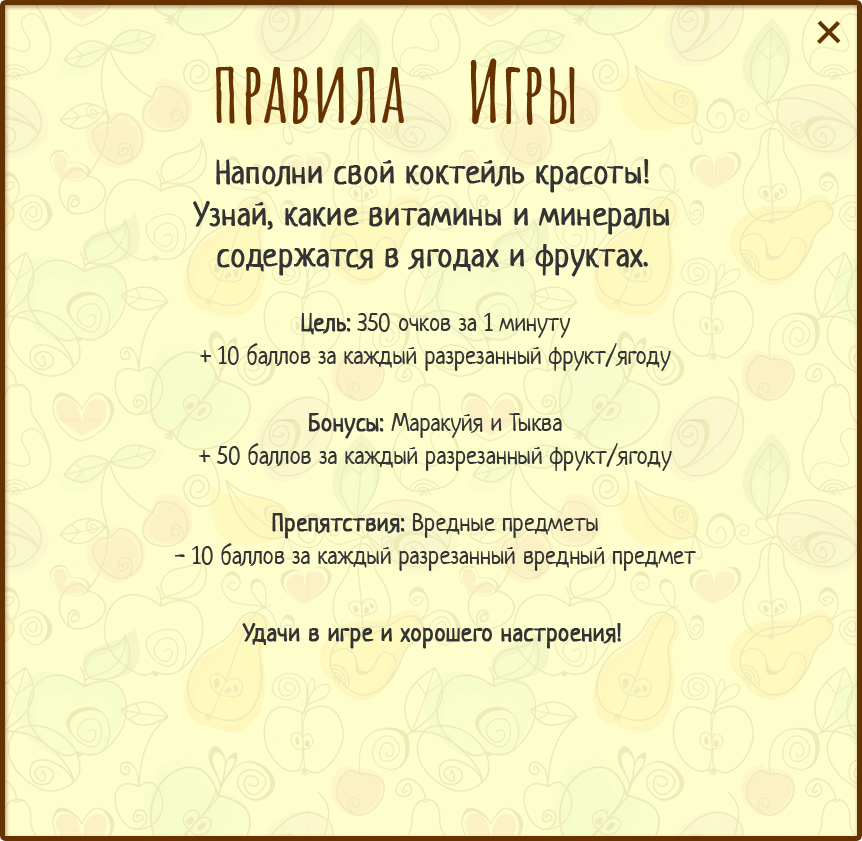 правила Игры
Наполни свой коктейль красоты!
Узнай, какие витамины и минералы
содержатся в ягодах и фруктах.
Цель: 350 очков за 1 минуту
+ 10 баллов за каждый разрезанный фрукт/ягоду
Бонусы: Маракуйя и Тыква
+ 50 баллов за каждый разрезанный фрукт/ягоду
Препятствия: Вредные предметы
- 10 баллов за каждый разрезанный вредный предмет
Удачи в игре и хорошего настроения!